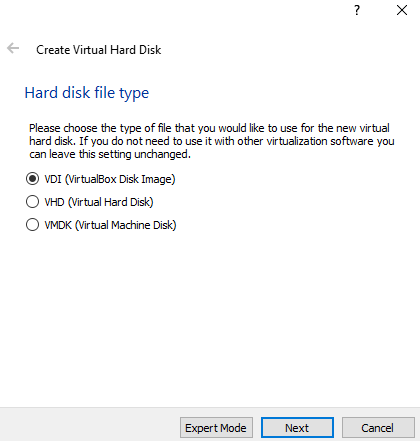 ?
Create Virtual Hard Disk
Hard disk file type
Please choose the type of file that you would like to use for the new virtual
hard disk. If you do not need to use it with other virtualization software you
can leave this setting unchanged.
VDI (VirtualBox Disk Image)
VHD (Virtual Hard Disk)
VMDK (Virtual Machine Disk)
Expert Mode Next Cancel